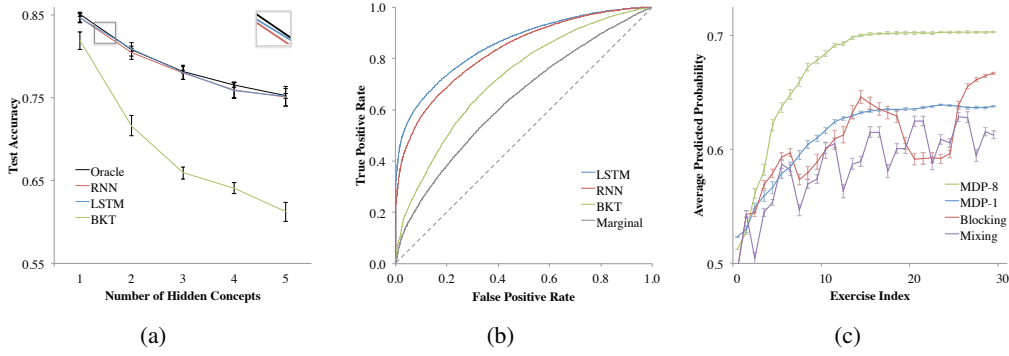 Test Accuracy
0.85
0.75
0.65
0.55
1 2 3 4 5
Number of Hidden Concepts
Oracle
RNN
LSTM
BKT
(a)
True Positive Rate
1.0
0.8
0.6
0.4
0.2
0.0
0.0 0.2 0.4 0.6 0.8 1.0
False Positive Rate
LSTM
RNN
BKT
Marginal
(b)
Average Predicted Probability
0.7
0.6
0.5
0 10 20 30
Exercise Index
MDP-8
MDP-1
Blocking
Mixing
(c)